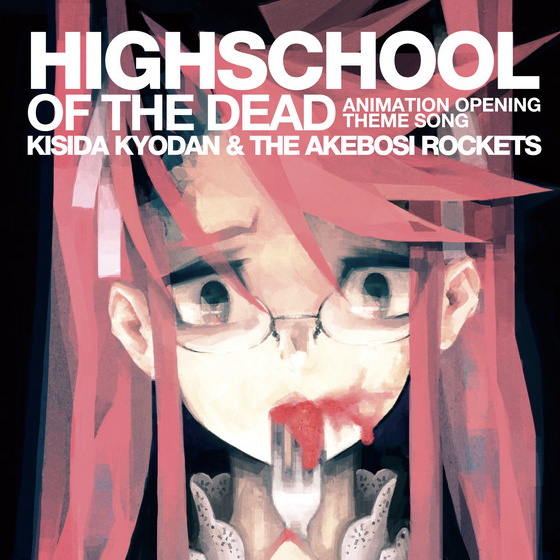 HIGHSCHOOL
OF THE DEAD
ANIMATION OPENING
THEME SONG
KISIDA KYODAN & THE AKEBOSI ROCKETS